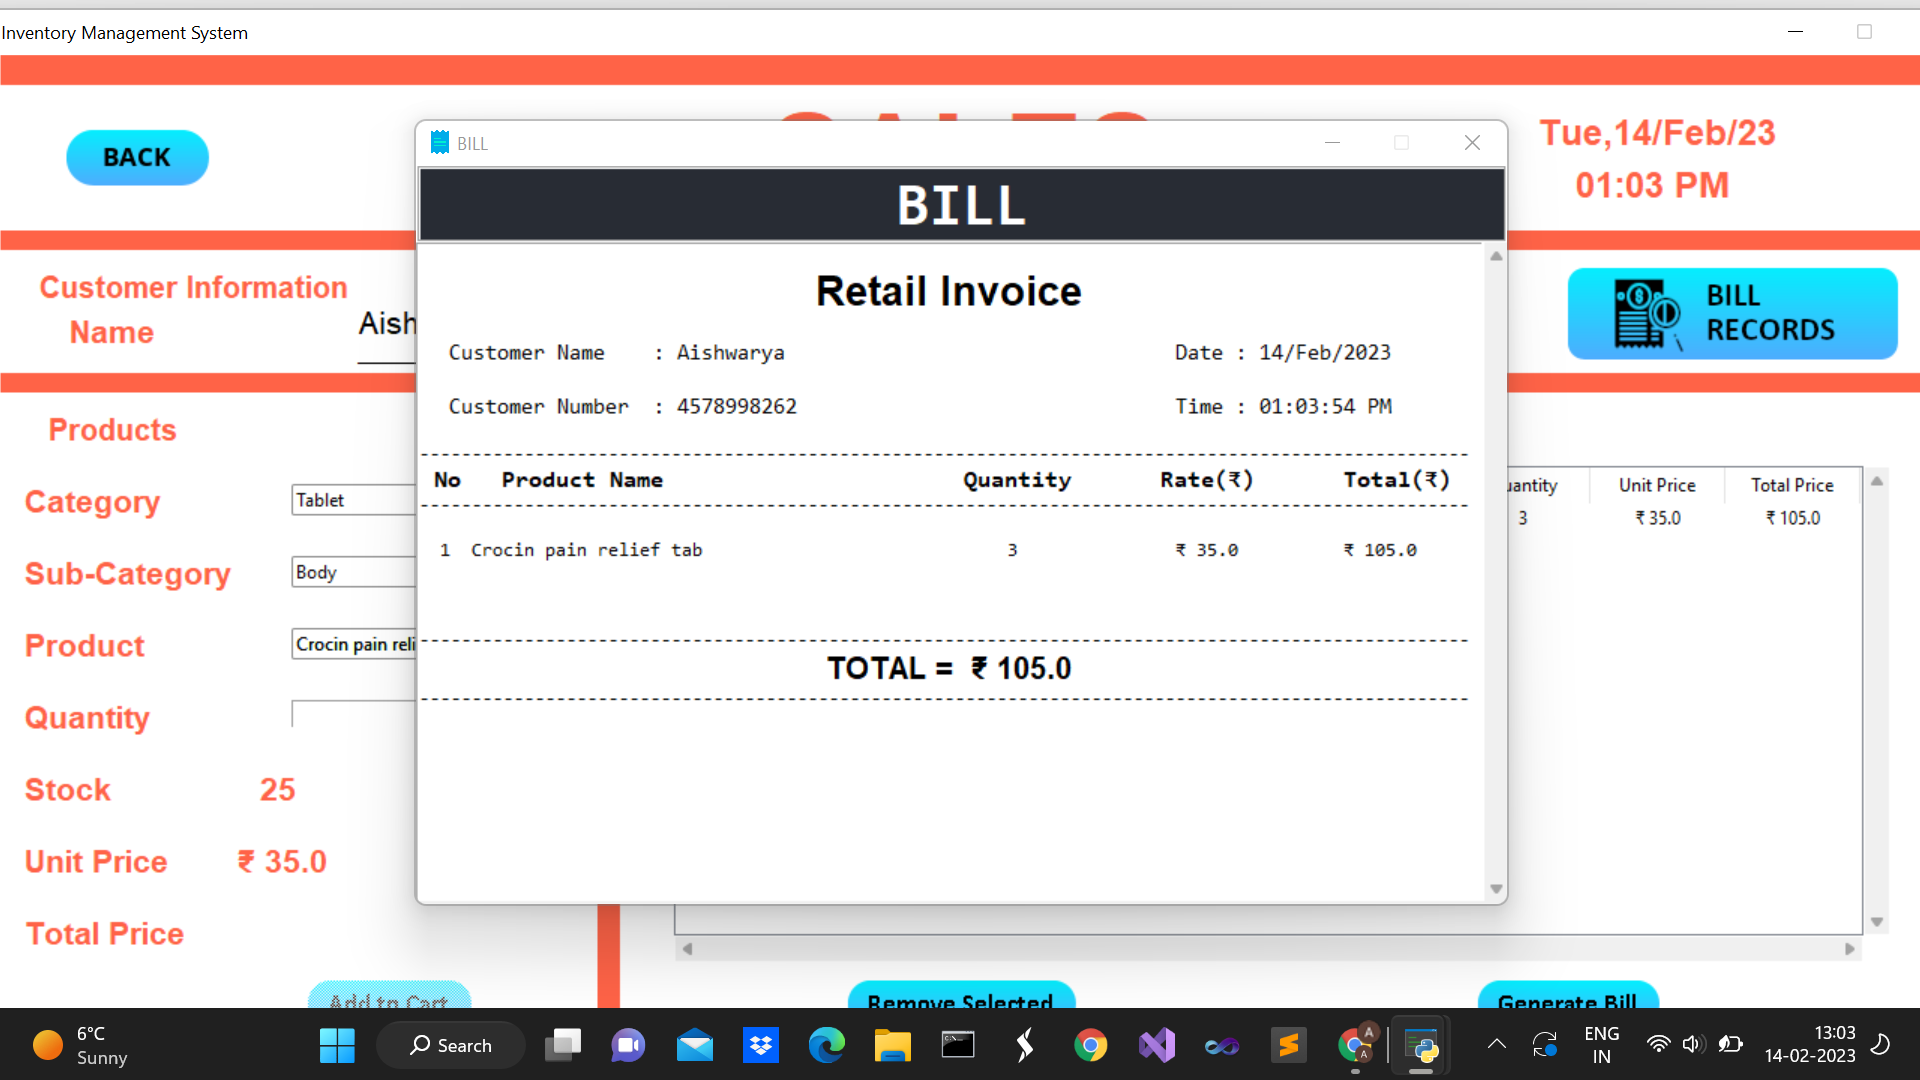 Inventory Management System
BACK
Tue,14/Feb/23
01:03 PM
Customer Information
Name
Aish
BILL
RECORDS
Products
Category
Tablet
Sub-Category
Body
Product
Crocin pain reli
Quantity
Stock 25
Unit Price ₹ 35.0
Total Price
Add to Cart
BILL
BILL
Retail Invoice
Customer Name : Aishwarya Date : 14/Feb/2023
Customer Number : 4578998262 Time : 01:03:54 PM
No Product Name Quantity Rate(₹) Total(₹)
1 Crocin pain relief tab 3 ₹ 35.0 ₹ 105.0
TOTAL = ₹ 105.0
uantity Unit Price Total Price
3 ₹ 35.0 ₹ 105.0
Remove Selected
Generate Bill
6°C
Sunny
Search
A
A
ENG
IN
13:03
14-02-2023